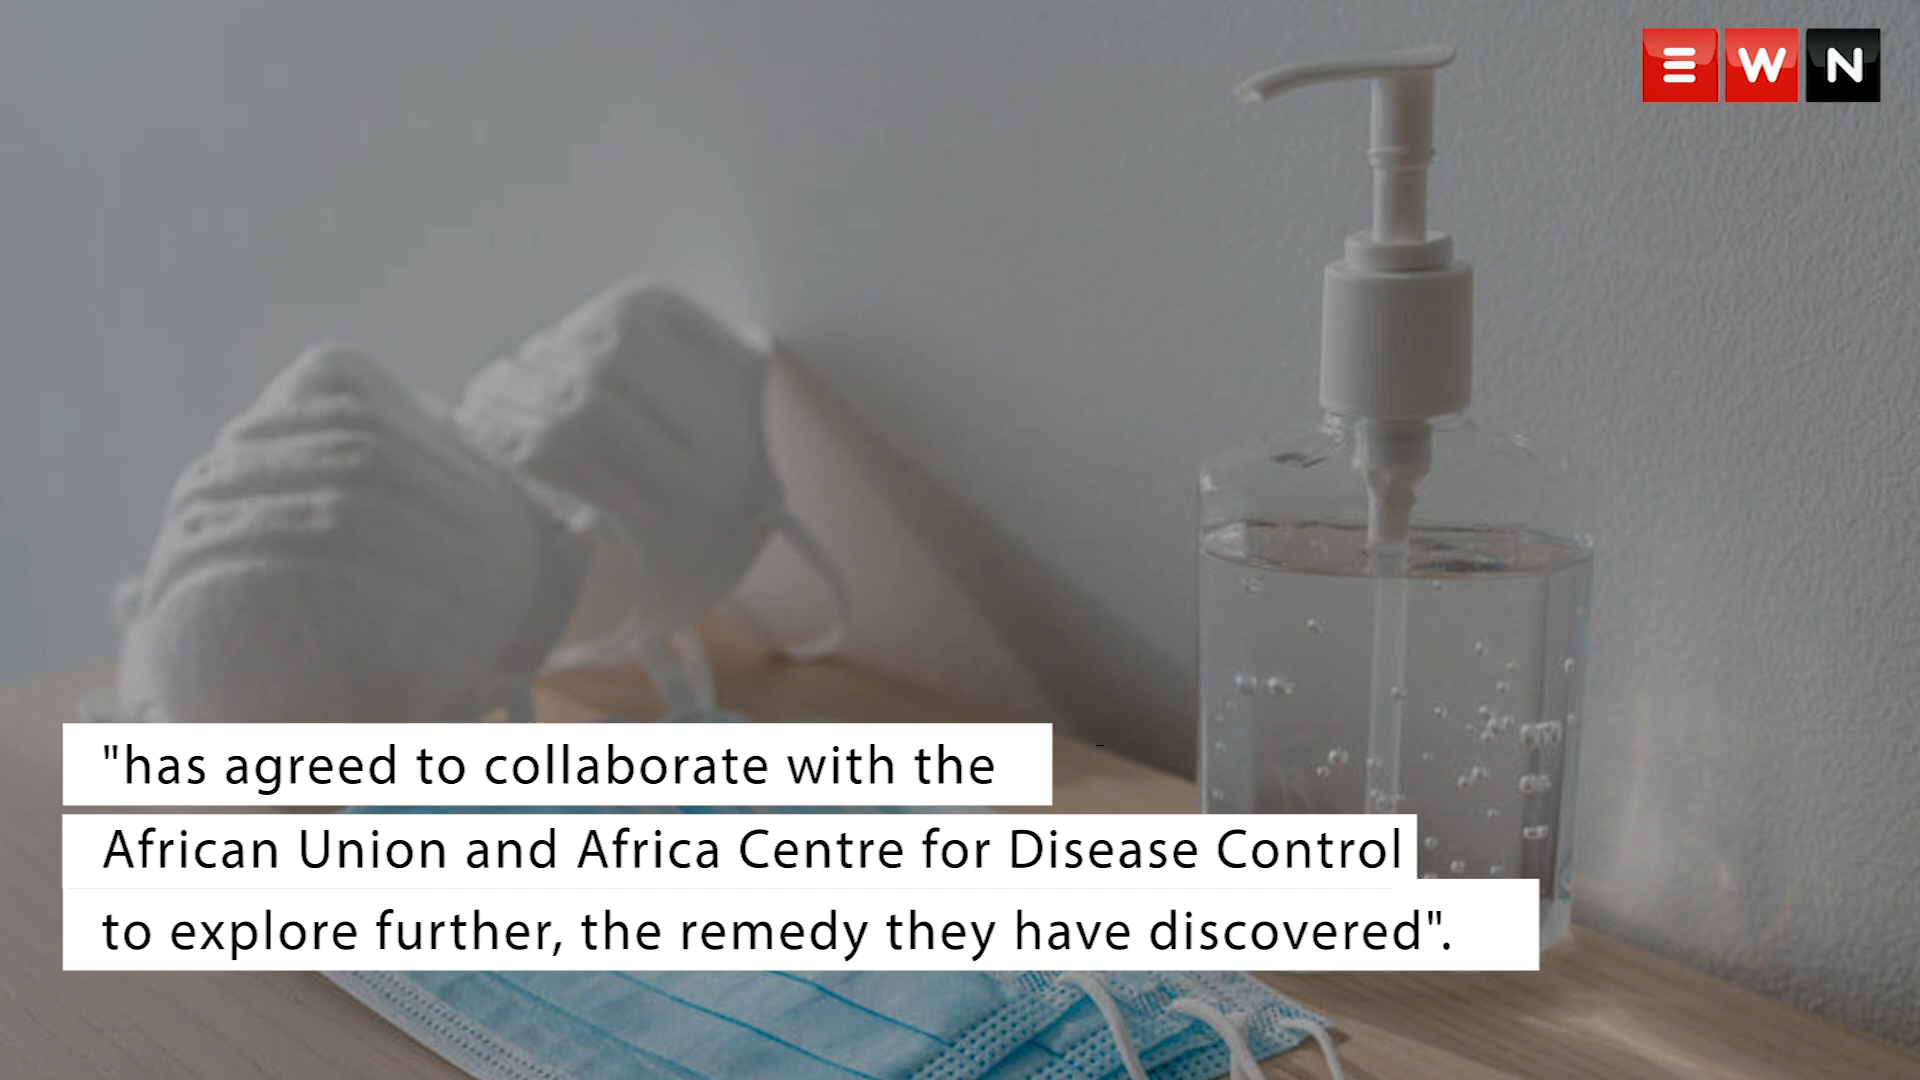 EWN
"has agreed to collaborate with the
African Union and Africa Centre for Disease Control
to explore further, the remedy they have discovered".